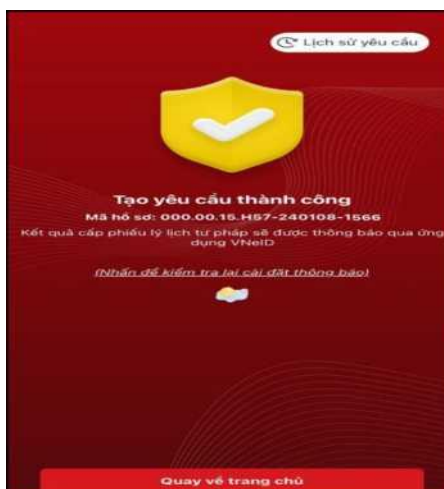 Lịch sử yêu cầu
Tạo yêu cầu thành công
Mã hồ sơ: 000.00.15.H57-240108-1566
Kết quả cấp phiếu lý lịch tư pháp sẽ được thông báo qua ứng
dụng VNeID
(Nhấn để kiểm tra lại cài đặt thông báo)
Quay về trang chủ